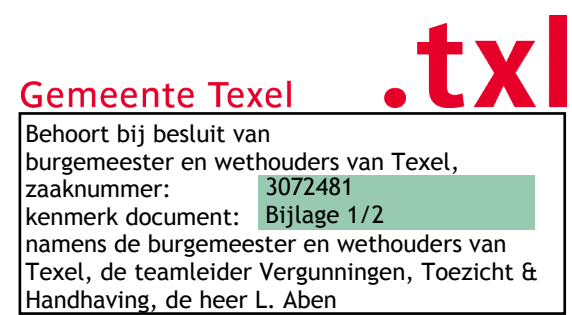 .txl
Gemeente Texel
Behoort bij besluit van
burgemeester en wethouders van Texel,
zaaknummer: 3072481
kenmerk document: Bijlage 1/2
namens de burgemeester en wethouders van
Texel, de teamleider Vergunningen, Toezicht &
Handhaving, de heer L. Aben